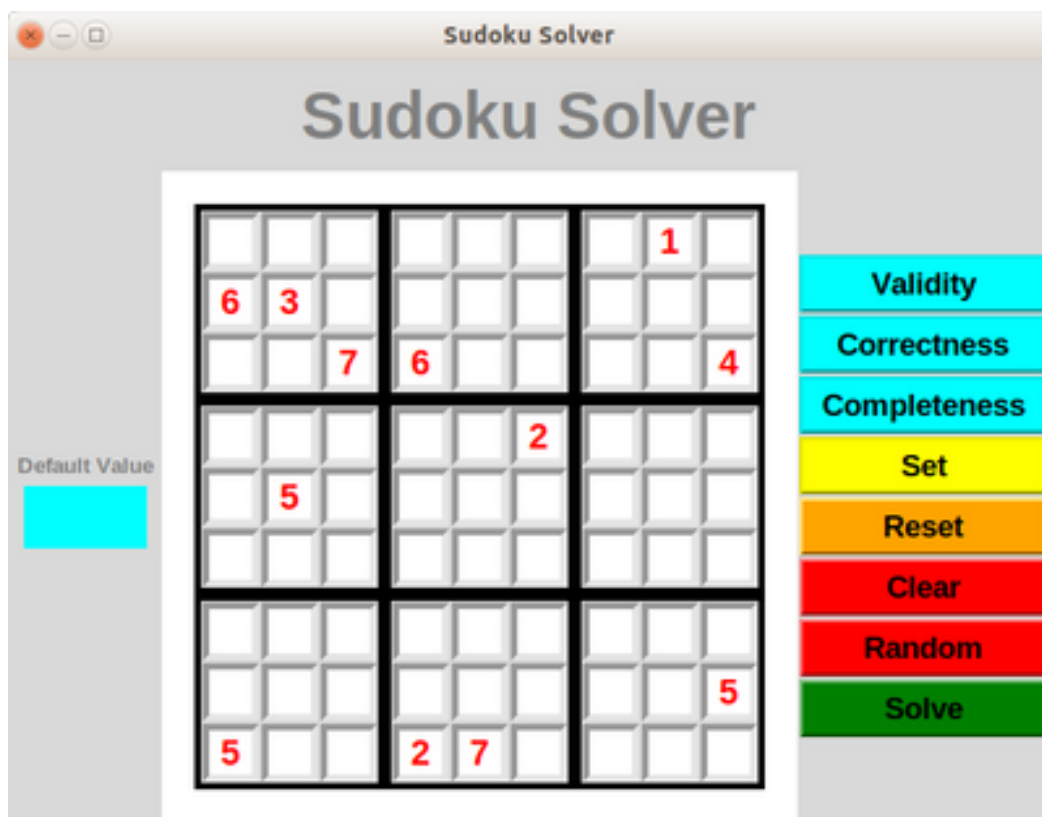 Sudoku Solver
Sudoku Solver
1
6 3
7 6 4
2
5
5
5 2 7
Default Value
Validity
Correctness
Completeness
Set
Reset
Clear
Random
Solve